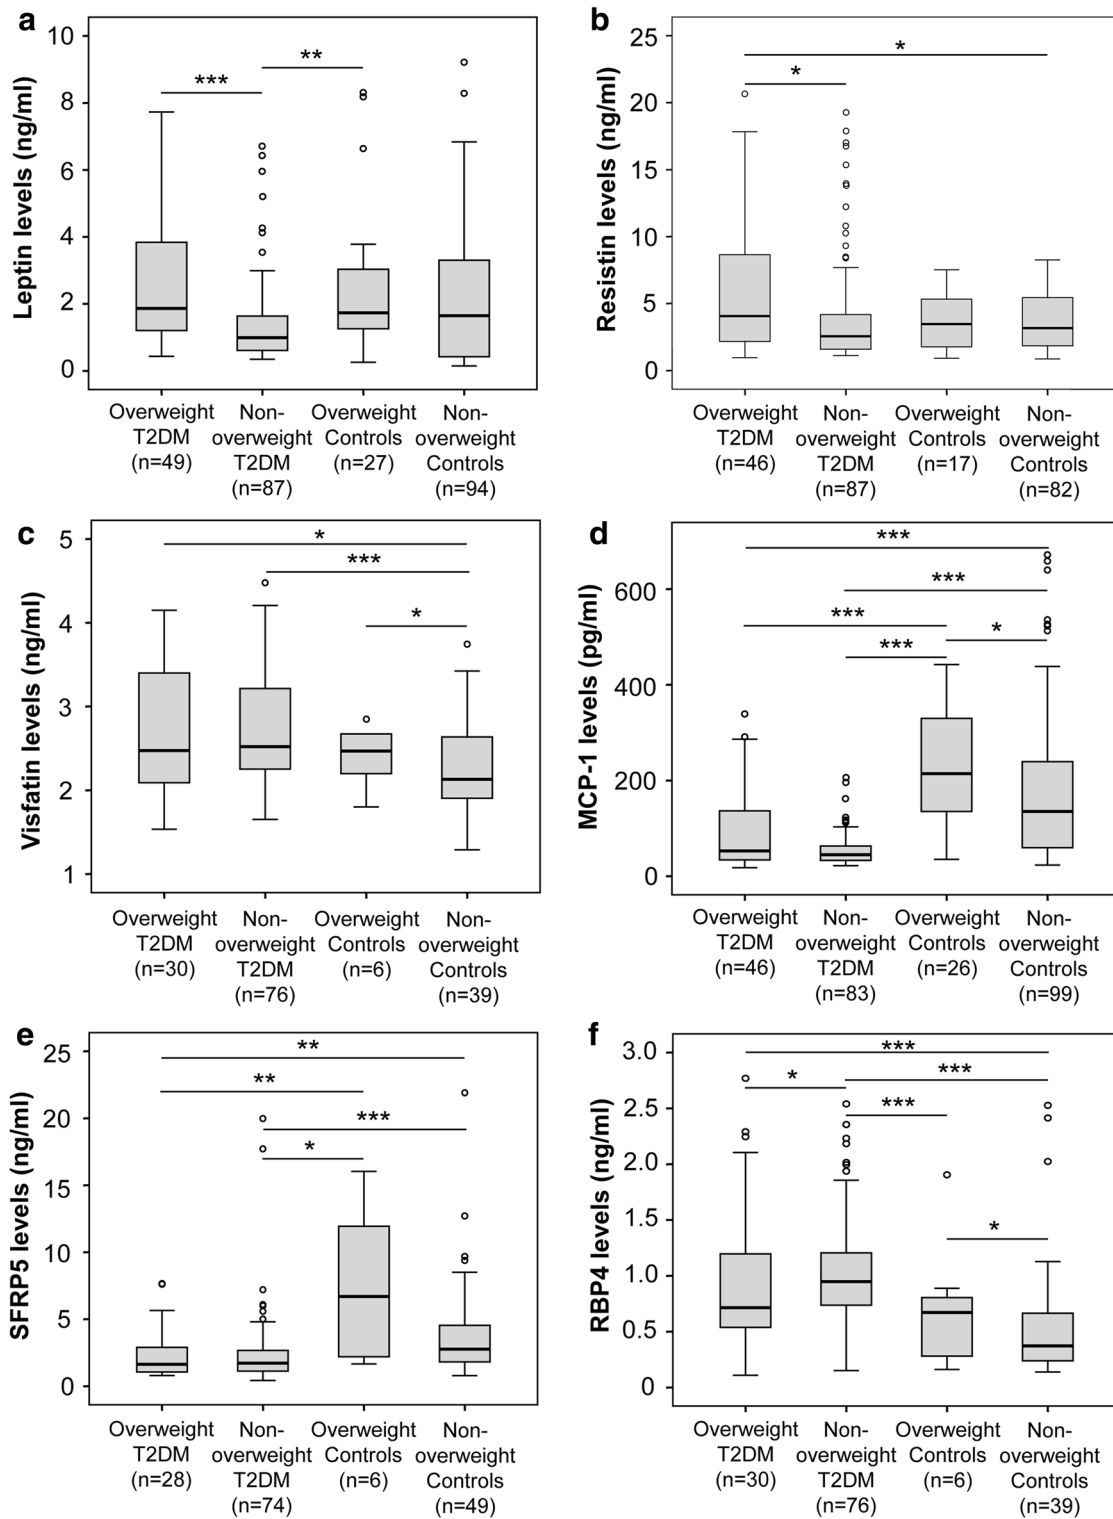 a
Leptin levels (ng/ml)
10
8
6
4
2
0
***
**
Overweight
T2DM
(n=49)
Non-
overweight
T2DM
(n=87)
Overweight
Controls
(n=27)
Non-
overweight
Controls
(n=94)
b
Resistin levels (ng/ml)
25
20
15
10
5
0
*
*
Overweight
T2DM
(n=46)
Non-
overweight
T2DM
(n=87)
Overweight
Controls
(n=17)
Non-
overweight
Controls
(n=82)
c
Visfatin levels (ng/ml)
5
4
3
2
1
*
***
*
Overweight
T2DM
(n=30)
Non-
overweight
T2DM
(n=76)
Overweight
Controls
(n=6)
Non-
overweight
Controls
(n=39)
d
MCP-1 levels (pg/ml)
600
400
200
0
***
***
***
*
***
Overweight
T2DM
(n=46)
Non-
overweight
T2DM
(n=83)
Overweight
Controls
(n=26)
Non-
overweight
Controls
(n=99)
e
SFRP5 levels (ng/ml)
25
20
15
10
5
0
**
**
***
*
Overweight
T2DM
(n=28)
Non-
overweight
T2DM
(n=74)
Overweight
Controls
(n=6)
Non-
overweight
Controls
(n=49)
f
RBP4 levels (ng/ml)
3.0
2.5
2.0
1.5
1.0
0.5
0
***
***
*
***
*
Overweight
T2DM
(n=30)
Non-
overweight
T2DM
(n=76)
Overweight
Controls
(n=6)
Non-
overweight
Controls
(n=39)